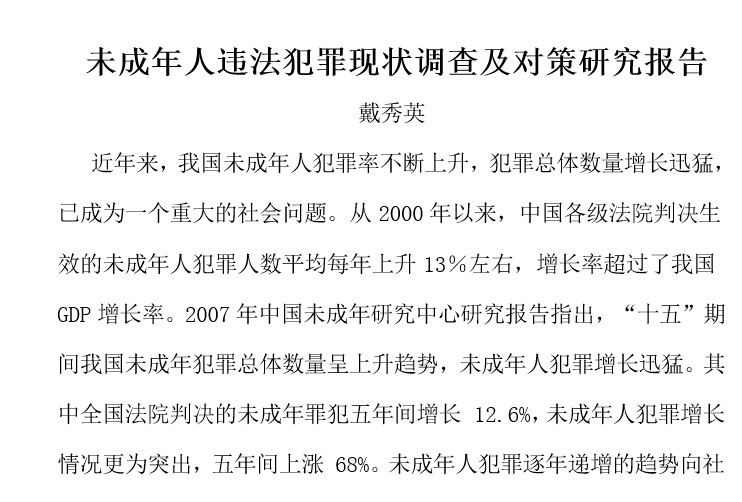 未成年人违法犯罪现状调查及对策研究报告
戴秀英
近年来，我国未成年人犯罪率不断上升，犯罪总体数量增长迅猛，
已成为一个重大的社会问题。从 2000 年以来，中国各级法院判决生
效的未成年人犯罪人数平均每年上升 13％左右，增长率超过了我国
GDP 增长率。2007 年中国未成年研究中心研究报告指出，“十五”期
间我国未成年犯罪总体数量呈上升趋势，未成年人犯罪增长迅猛。其
中全国法院判决的未成年罪犯五年间增长 12.6%，未成年人犯罪增长
情况更为突出，五年间上涨 68%。未成年人犯罪逐年递增的趋势向社